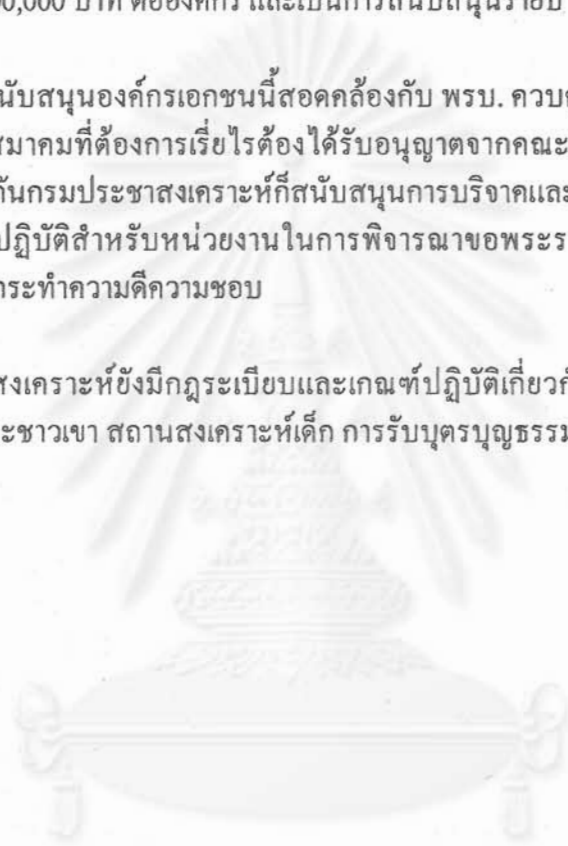 00,000 บาท ต่อองค์กร และเป็นการสนับสนุนรายปี
นับสนุนองค์กรเอกชนนี้สอดคล้องกับ พรบ.
สมาคมที่ต้องการเรี่ยไรต้องได้รับอนุญาตจากคณะ
กันกรมประชาสงเคราะห์ก็สนับสนุนการบริจาคและ
ปฏิบัติสำหรับหน่วยงานในการพิจารณาขอพระร
กระทำความดีความชอบ
สงเคราะห์ยังมีกฎระเบียบและเกณฑ์ปฏิบัติเกี่ยวก
ะชาวเขา สถานสงเคราะห์เด็ก การรับบุตรบุญธรรม